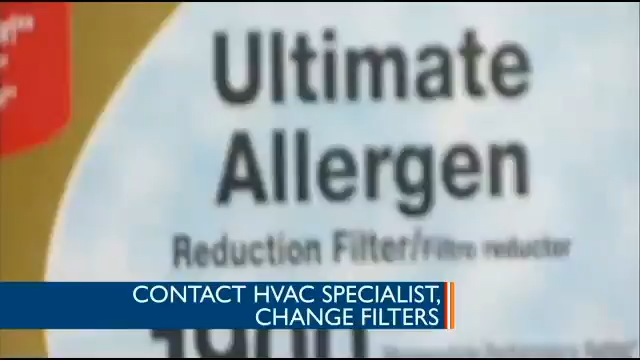 Ultimate
Allergen
Reduction Filter/Filtro reductor
CONTACT HVAC SPECIALIST,
CHANGE FILTERS